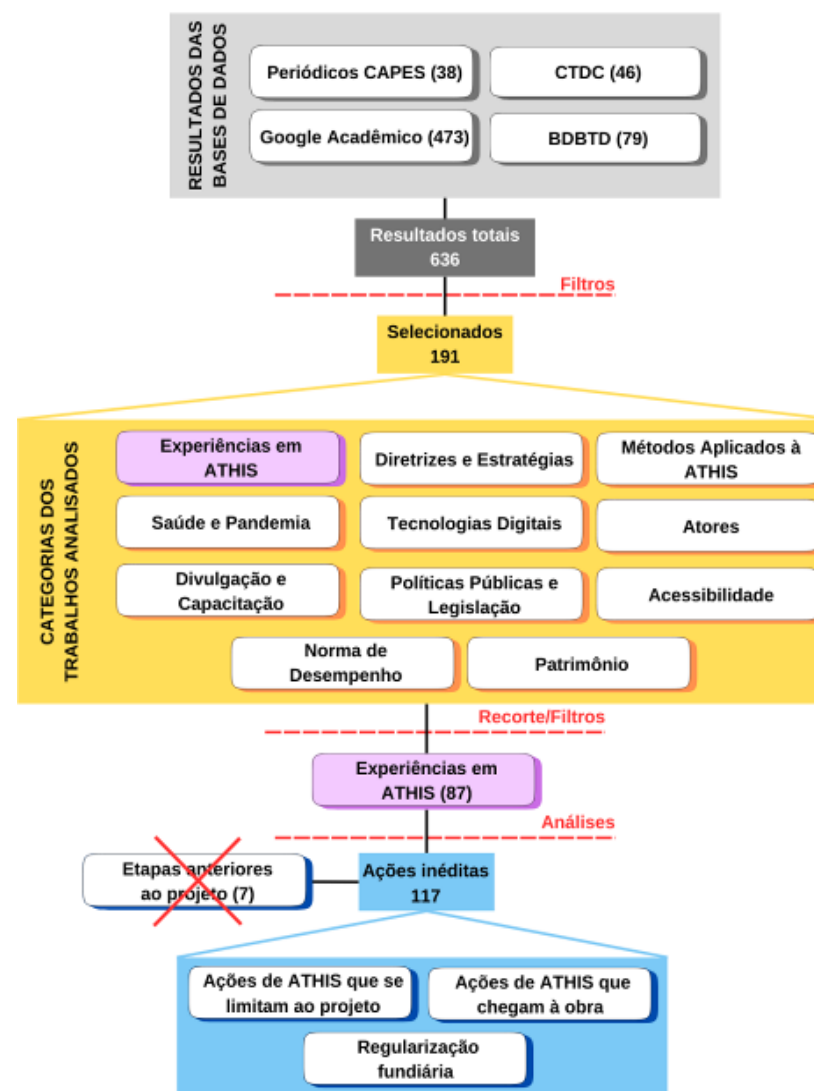 RESULTADOS DAS
BASES DE DADOS
Periódicos CAPES (38)
CTDC (46)
Google Acadêmico (473)
BDBTD (79)
Resultados totais
636
Filtros
Selecionados
191
CATEGORIAS DOS
TRABALHOS ANALISADOS
Experiências em
ATHIS
Diretrizes e Estratégias
Métodos Aplicados à
ATHIS
Saúde e Pandemia
Tecnologias Digitais
Atores
Divulgação e
Capacitação
Políticas Públicas e
Legislação
Acessibilidade
Norma de
Desempenho
Patrimônio
Recorte/Filtros
Experiências em
ATHIS (87)
Análises
Etapas anteriores
ao projeto (7)
Ações inéditas
117
Ações de ATHIS que se
limitam ao projeto
Ações de ATHIS que
chegam à obra
Regularização
fundiária